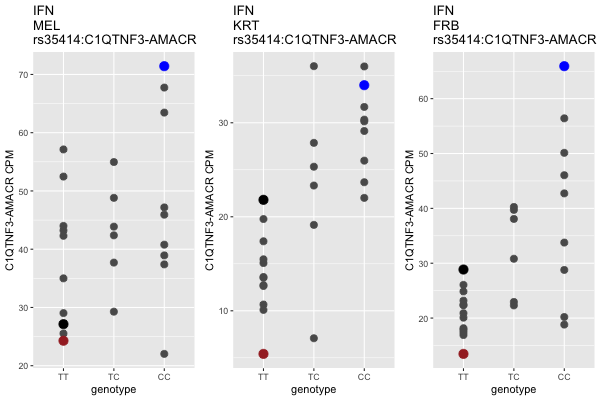 IFN
MEL
rs35414:C1QTNF3-AMACR
C1QTNF3-AMACR CPM
70
60
50
40
30
20
TT TC CC
genotype
IFN
KRT
rs35414:C1QTNF3-AMACR
C1QTNF3-AMACR CPM
30
20
10
TT TC CC
genotype
IFN
FRB
rs35414:C1QTNF3-AMACR
C1QTNF3-AMACR CPM
60
50
40
30
20
TT TC CC
genotype